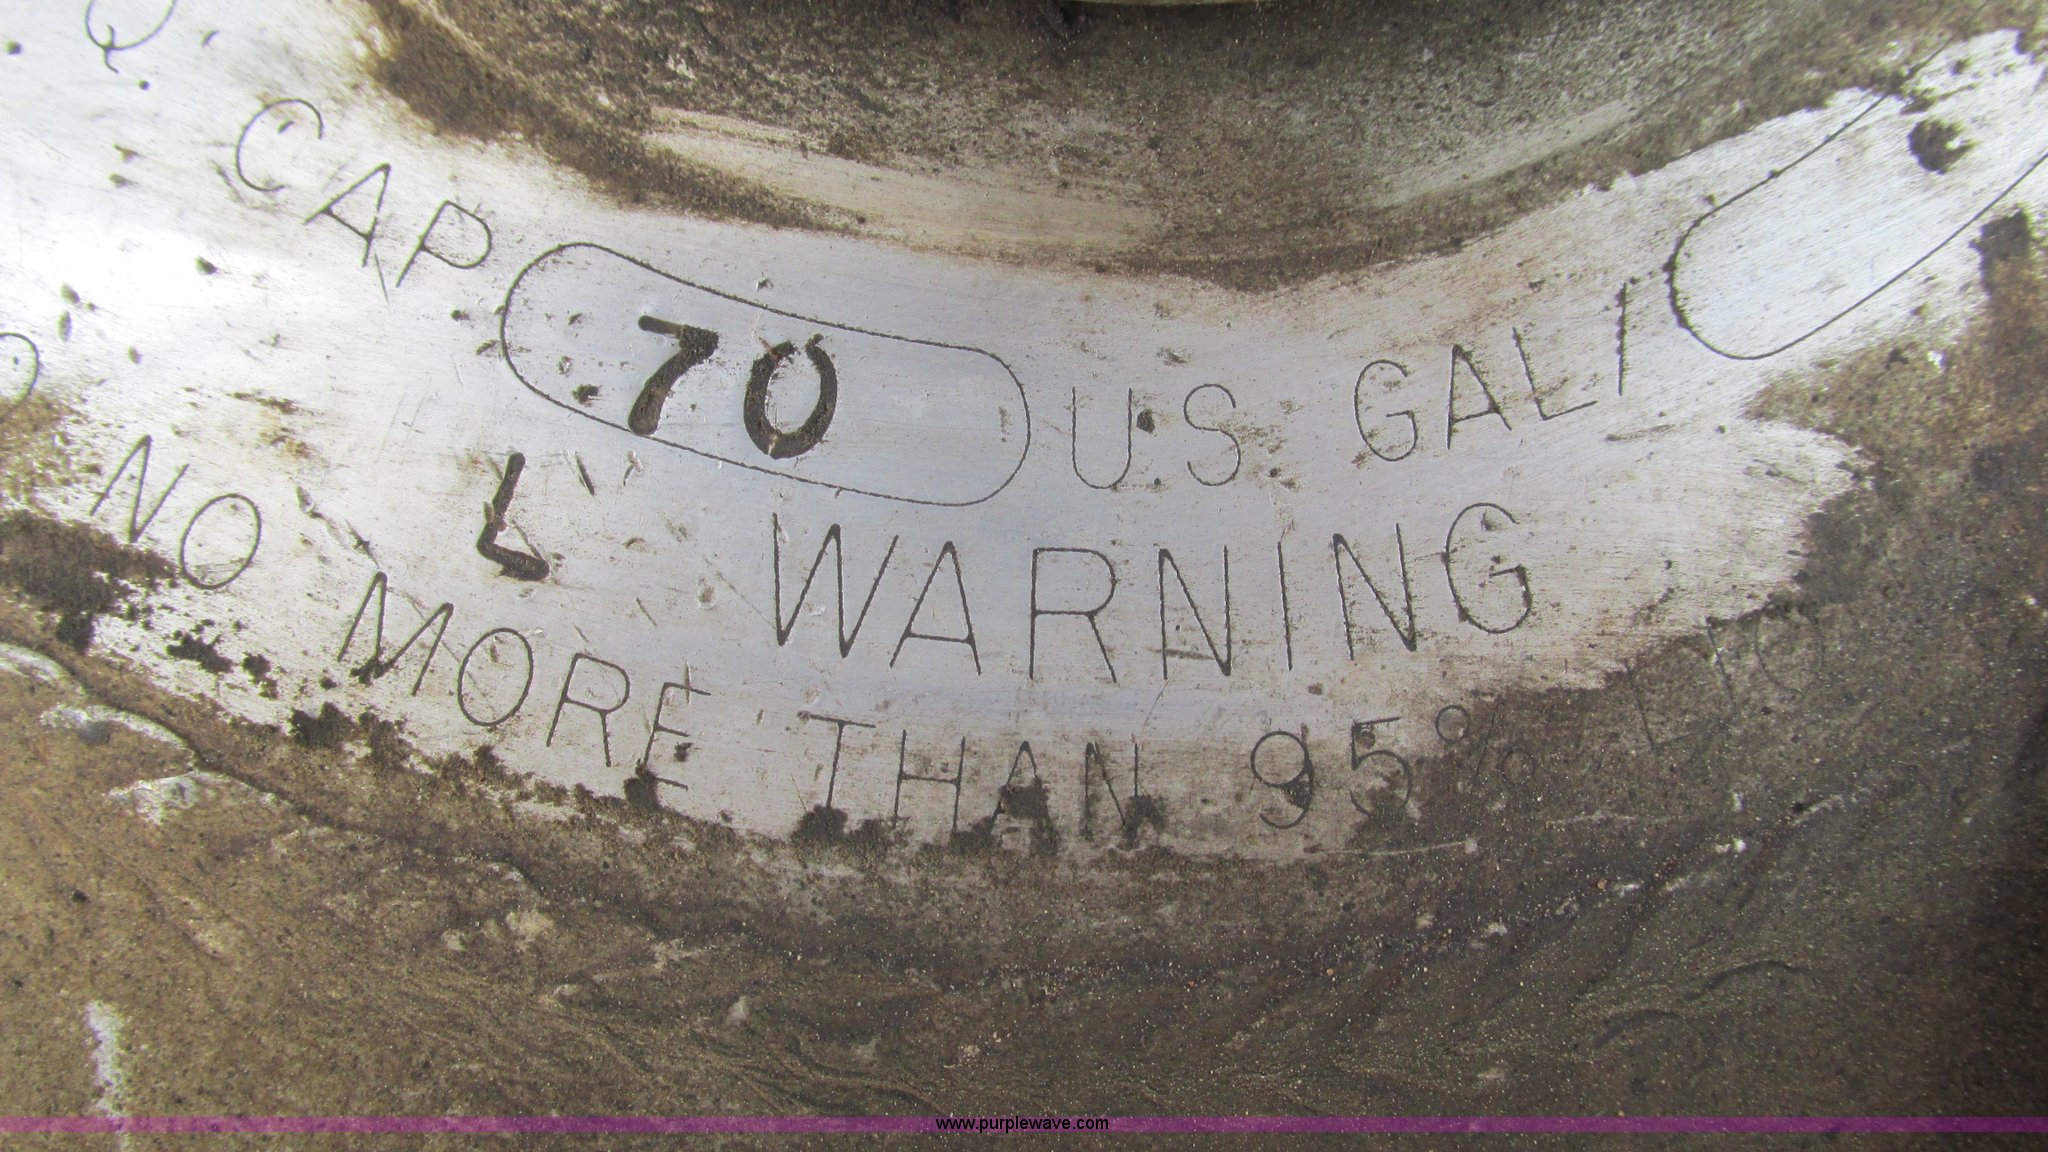 Q. CAP 70 US GAL/
L WARNING
NO MORE THAN 95%
www.purplewave.com